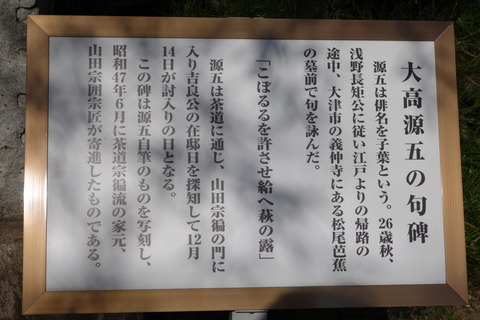 大高源五の句碑
源五は俳名を子葉という。26歳秋、
浅野長矩公に従い江戸よりの帰路の
途中、大津市の義仲寺にある松尾芭蕉
の墓前で句を詠んだ。
「こぼるるを許させ給へ萩の露」
源五は茶道に通じ、山田宗徧の門に
入り吉良公の在邸日を探知して12月
14日が討入りの日となる。
この碑は源五自筆のものを写刻し、
昭和47年6月に茶道宗徧流の家元、
山田宗囲宗匠が寄進したものである。